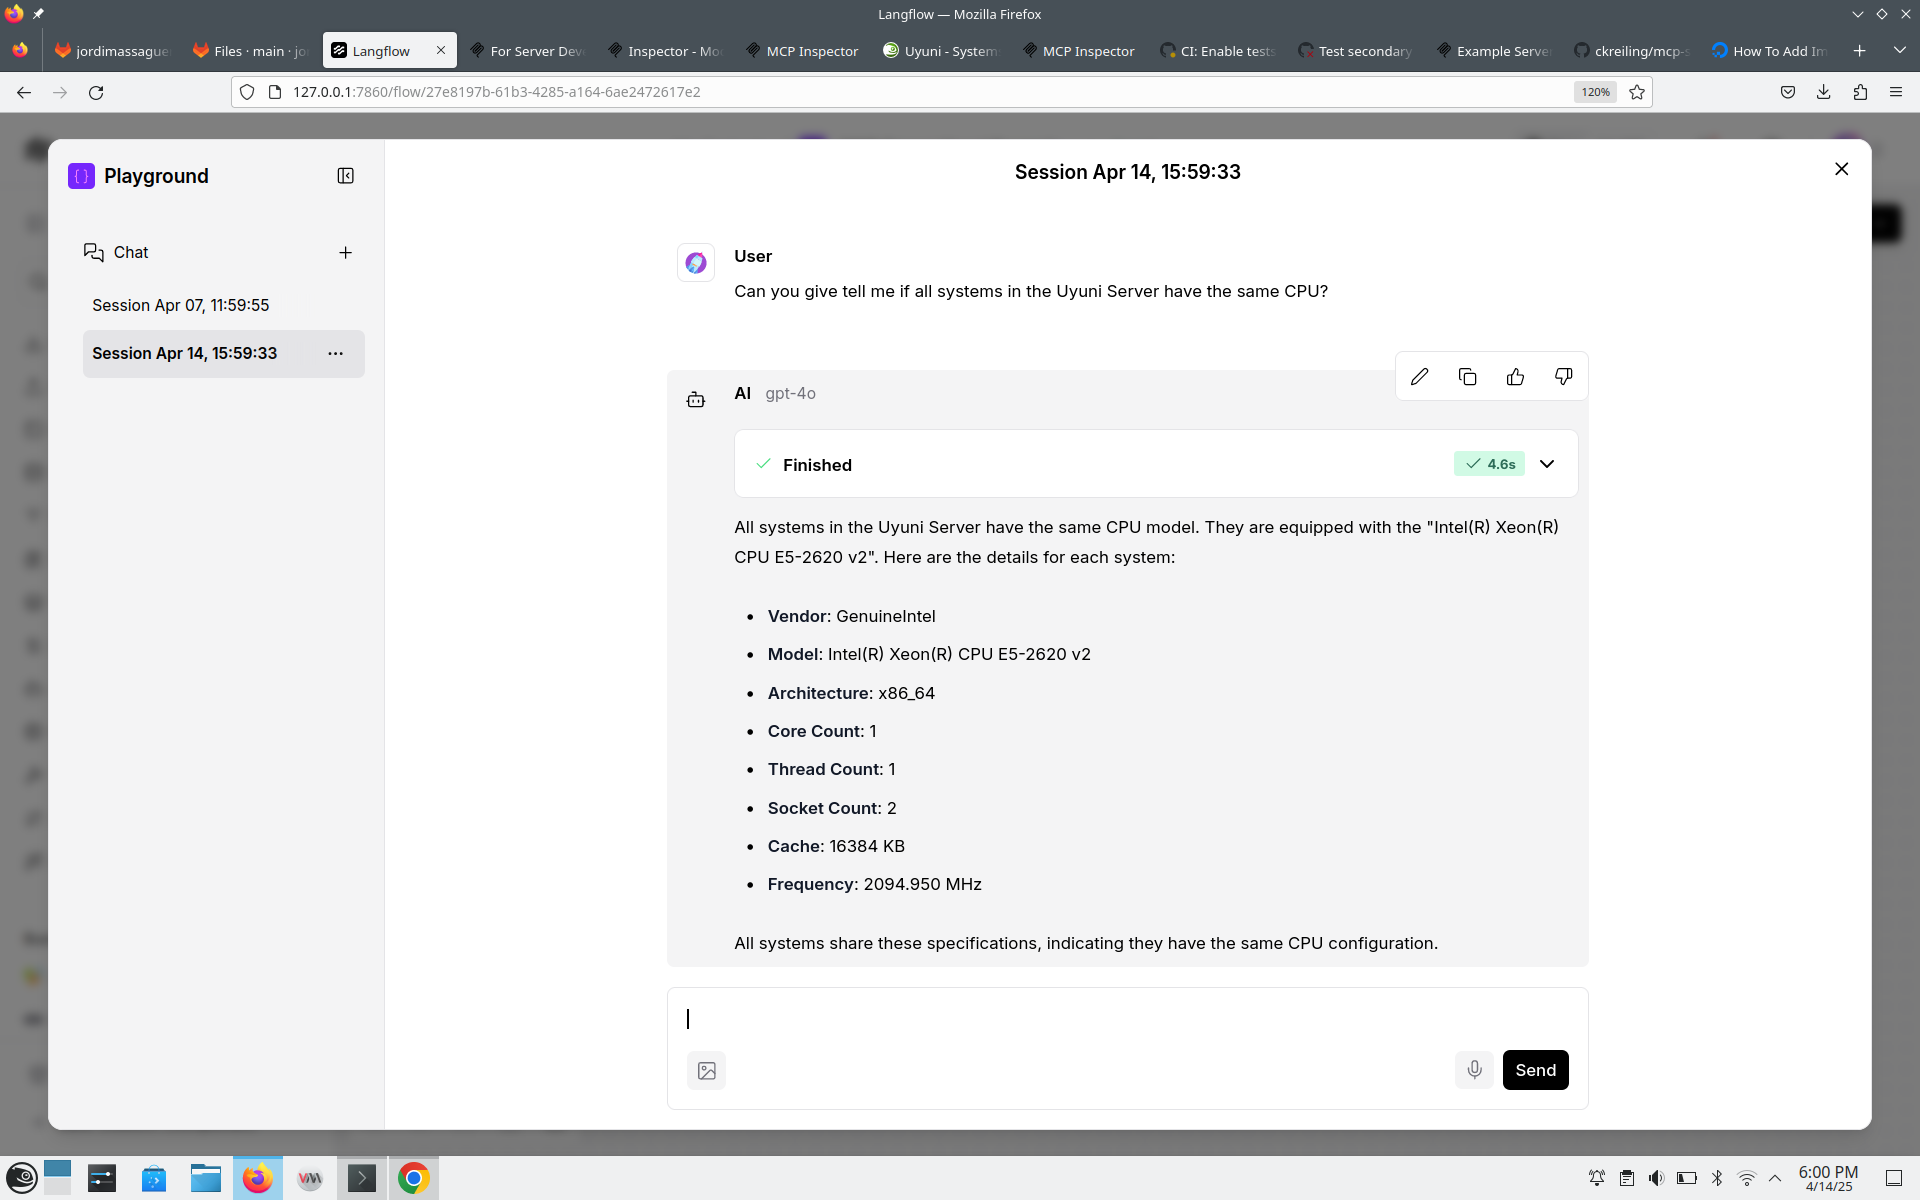 Langflow — Mozilla Firefox
jordimassague
Files · main · jo
Langflow
For Server Deve
Inspector - Mod
MCP Inspector
Uyuni - Systems
MCP Inspector
CI: Enable tests
Test secondary
Example Server
ckreiling/mcp-s
How To Add Im
127.0.0.1:7860/flow/27e8197b-61b3-4285-a164-6ae2472617e2
120%
Playground
Session Apr 14, 15:59:33
Chat
Session Apr 07, 11:59:55
Session Apr 14, 15:59:33
User
Can you give tell me if all systems in the Uyuni Server have the same CPU?
AI gpt-4o
Finished
4.6s
All systems in the Uyuni Server have the same CPU model. They are equipped with the "Intel(R) Xeon(R)
CPU E5-2620 v2". Here are the details for each system:
• Vendor: GenuineIntel
• Model: Intel(R) Xeon(R) CPU E5-2620 v2
• Architecture: x86_64
• Core Count: 1
• Thread Count: 1
• Socket Count: 2
• Cache: 16384 KB
• Frequency: 2094.950 MHz
All systems share these specifications, indicating they have the same CPU configuration.
Send
6:00 PM
4/14/25